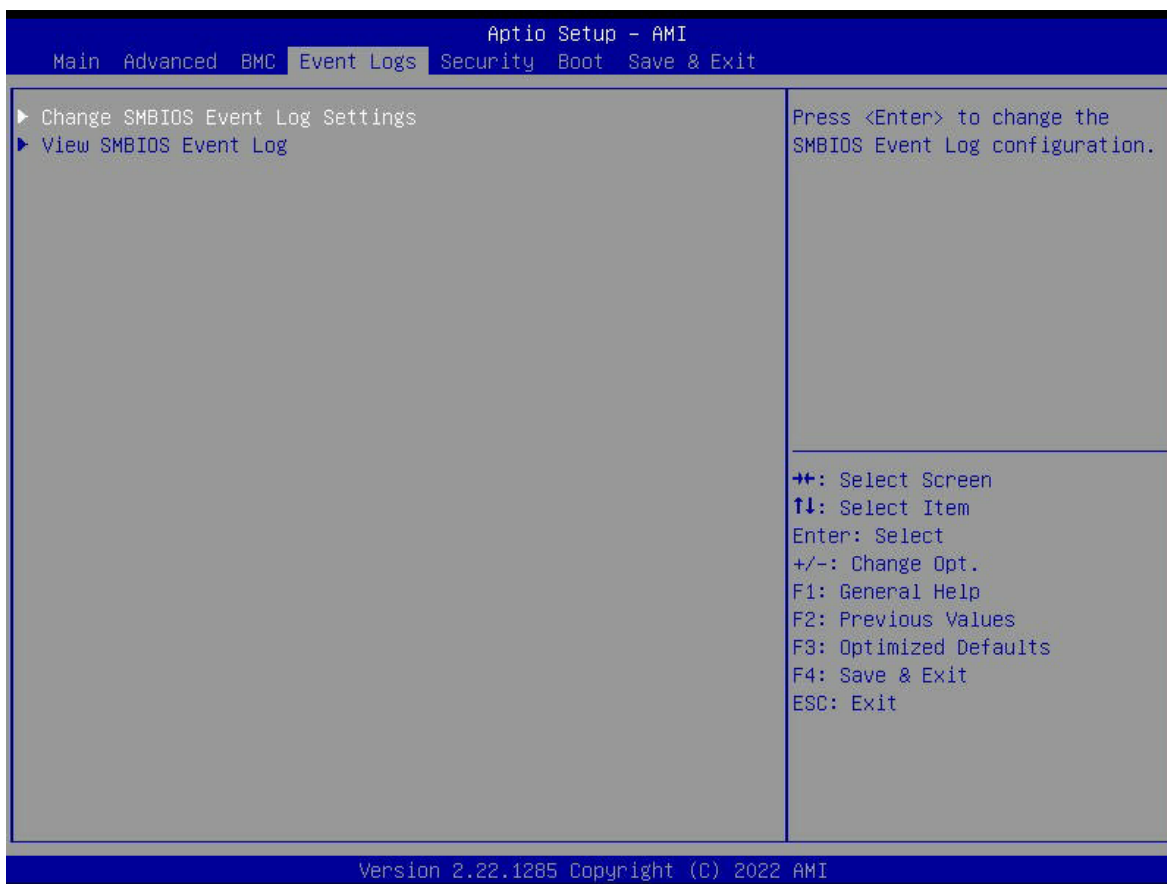 Aptio Setup – AMI
Main Advanced BMC Event Logs Security Boot Save & Exit
▶ Change SMBIOS Event Log Settings
▶ View SMBIOS Event Log
Press <Enter> to change the
SMBIOS Event Log configuration.
→←: Select Screen
↑↓: Select Item
Enter: Select
+/-: Change Opt.
F1: General Help
F2: Previous Values
F3: Optimized Defaults
F4: Save & Exit
ESC: Exit
Version 2.22.1285 Copyright (C) 2022 AMI